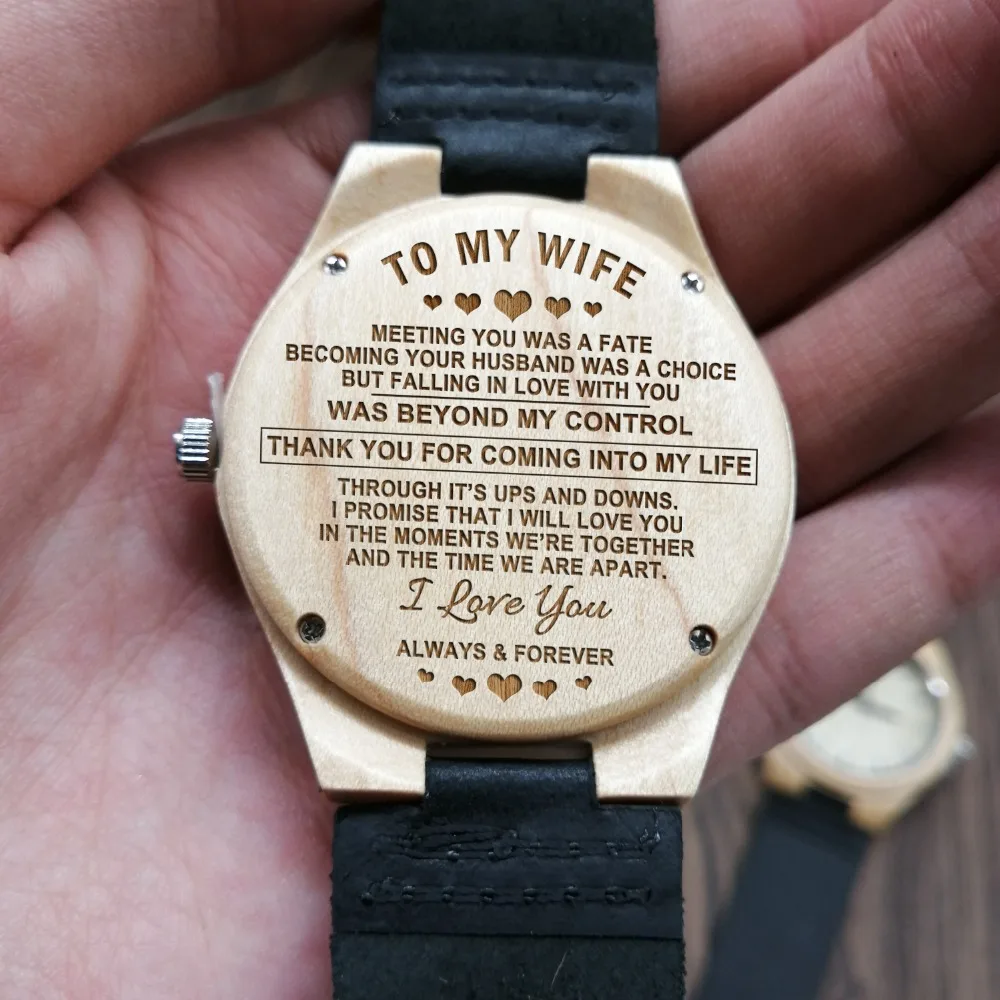 TO MY WIFE
MEETING YOU WAS A FATE
BECOMING YOUR HUSBAND WAS A CHOICE
BUT FALLING IN LOVE WITH YOU
WAS BEYOND MY CONTROL
THANK YOU FOR COMING INTO MY LIFE
THROUGH IT'S UPS AND DOWNS.
I PROMISE THAT I WILL LOVE YOU
IN THE MOMENTS WE'RE TOGETHER
AND THE TIME WE ARE APART.
I Love You
ALWAYS & FOREVER